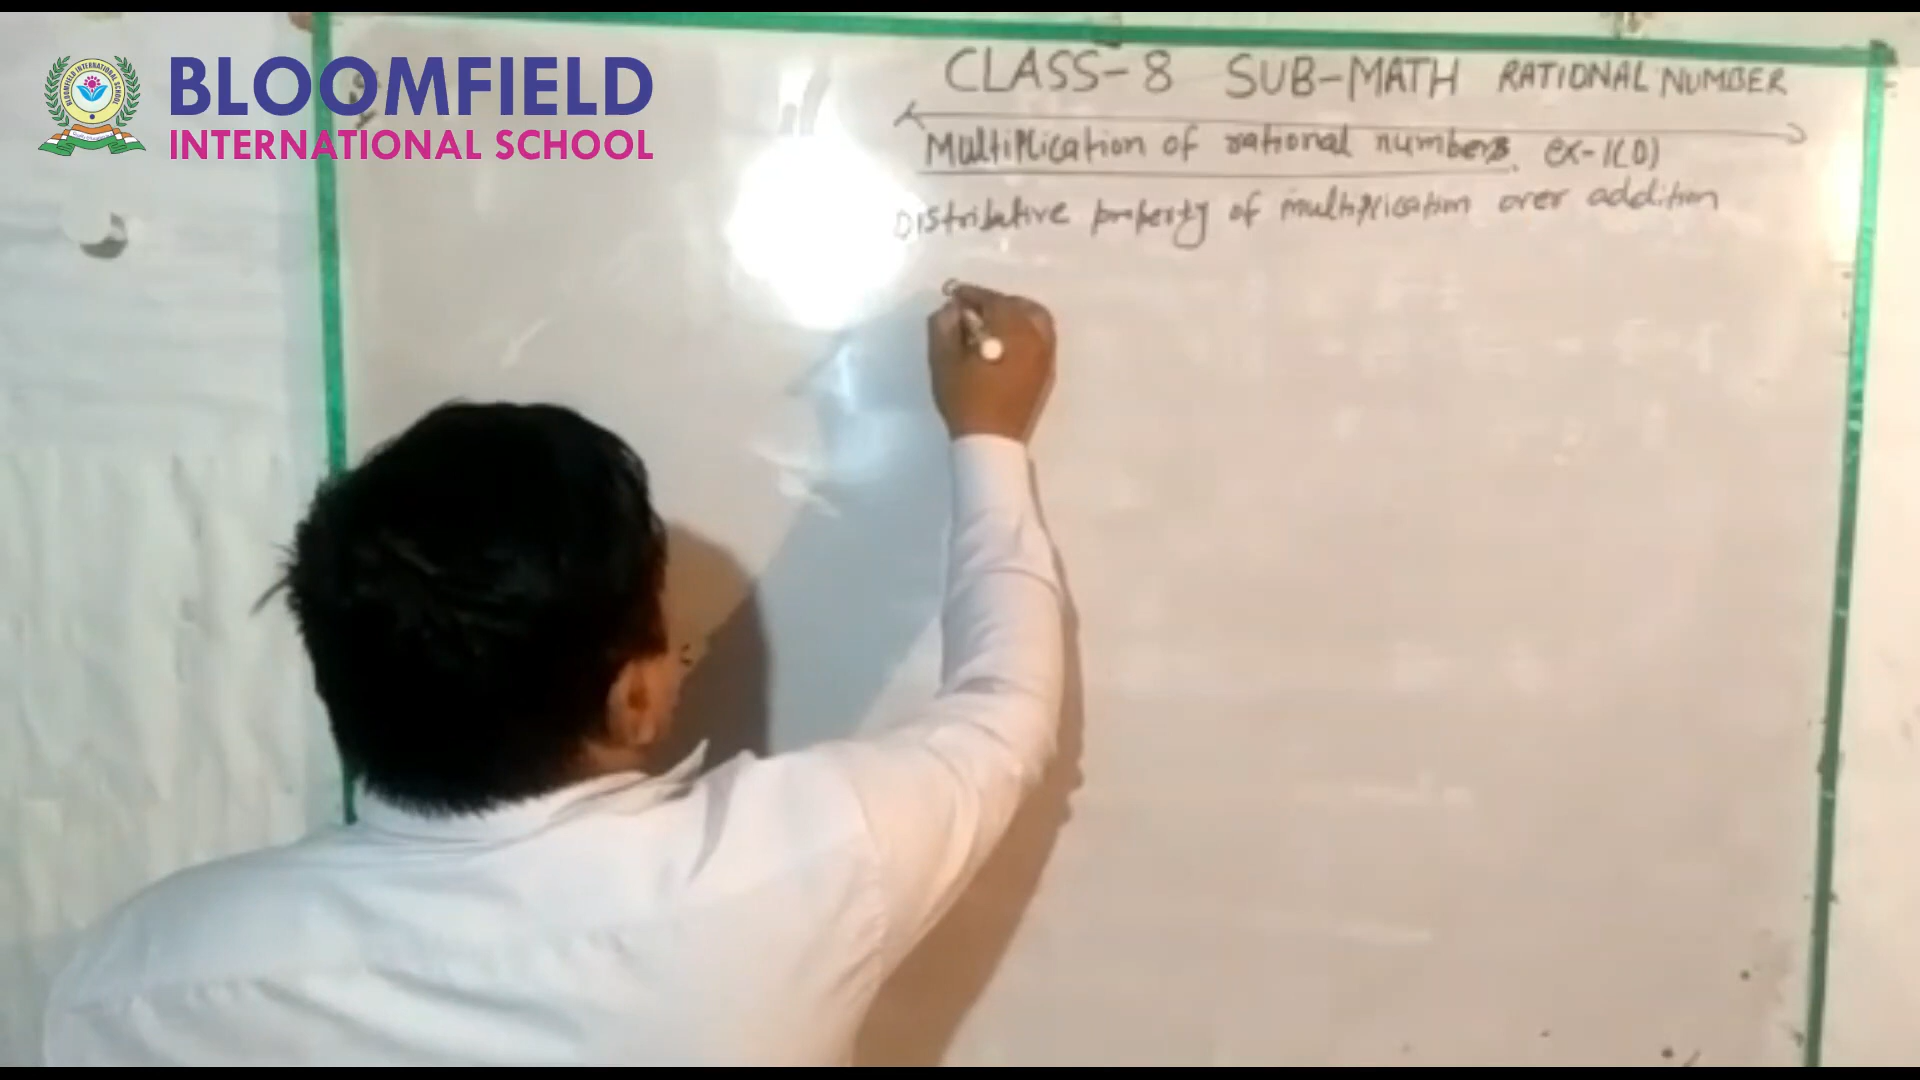 BLOOMFIELD
INTERNATIONAL SCHOOL
CLASS-8 SUB-MATH RATIONAL NUMBER
Multiplication of rational numbers. ex-1(D)
Distributive property of multiplication over addition